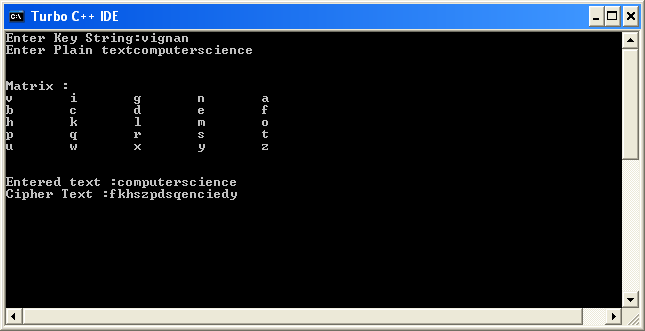 Turbo C++ IDE
Enter Key String:vignan
Enter Plain textcomputerscience
Matrix :
v i g n a
b c d e f
h k l m o
p q r s t
u w x y z
Entered text :computerscience
Cipher Text :fkhszpdsqenciedy